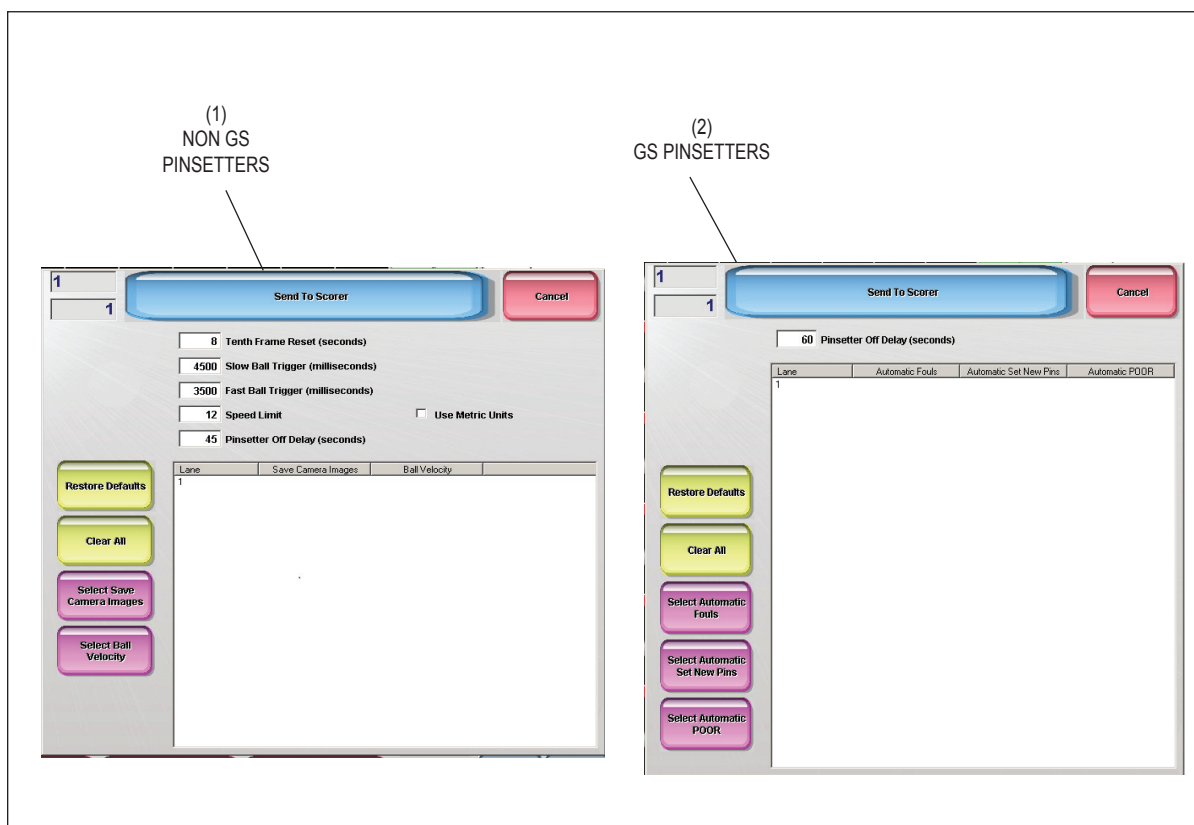 (1)
NON GS
PINSETTERS
(2)
GS PINSETTERS
1
1
Send To Scorer
Cancel
8 Tenth Frame Reset (seconds)
4500 Slow Ball Trigger (milliseconds)
3500 Fast Ball Trigger (milliseconds)
12 Speed Limit
Use Metric Units
45 Pinsetter Off Delay (seconds)
Lane Save Camera Images Ball Velocity
1
Restore Defaults
Clear All
Select Save
Camera Images
Select Ball
Velocity
1
1
Send To Scorer
Cancel
60 Pinsetter Off Delay (seconds)
Lane Automatic Fouls Automatic Set New Pins Automatic POOR
1
Restore Defaults
Clear All
Select Automatic
Fouls
Select Automatic
Set New Pins
Select Automatic
POOR